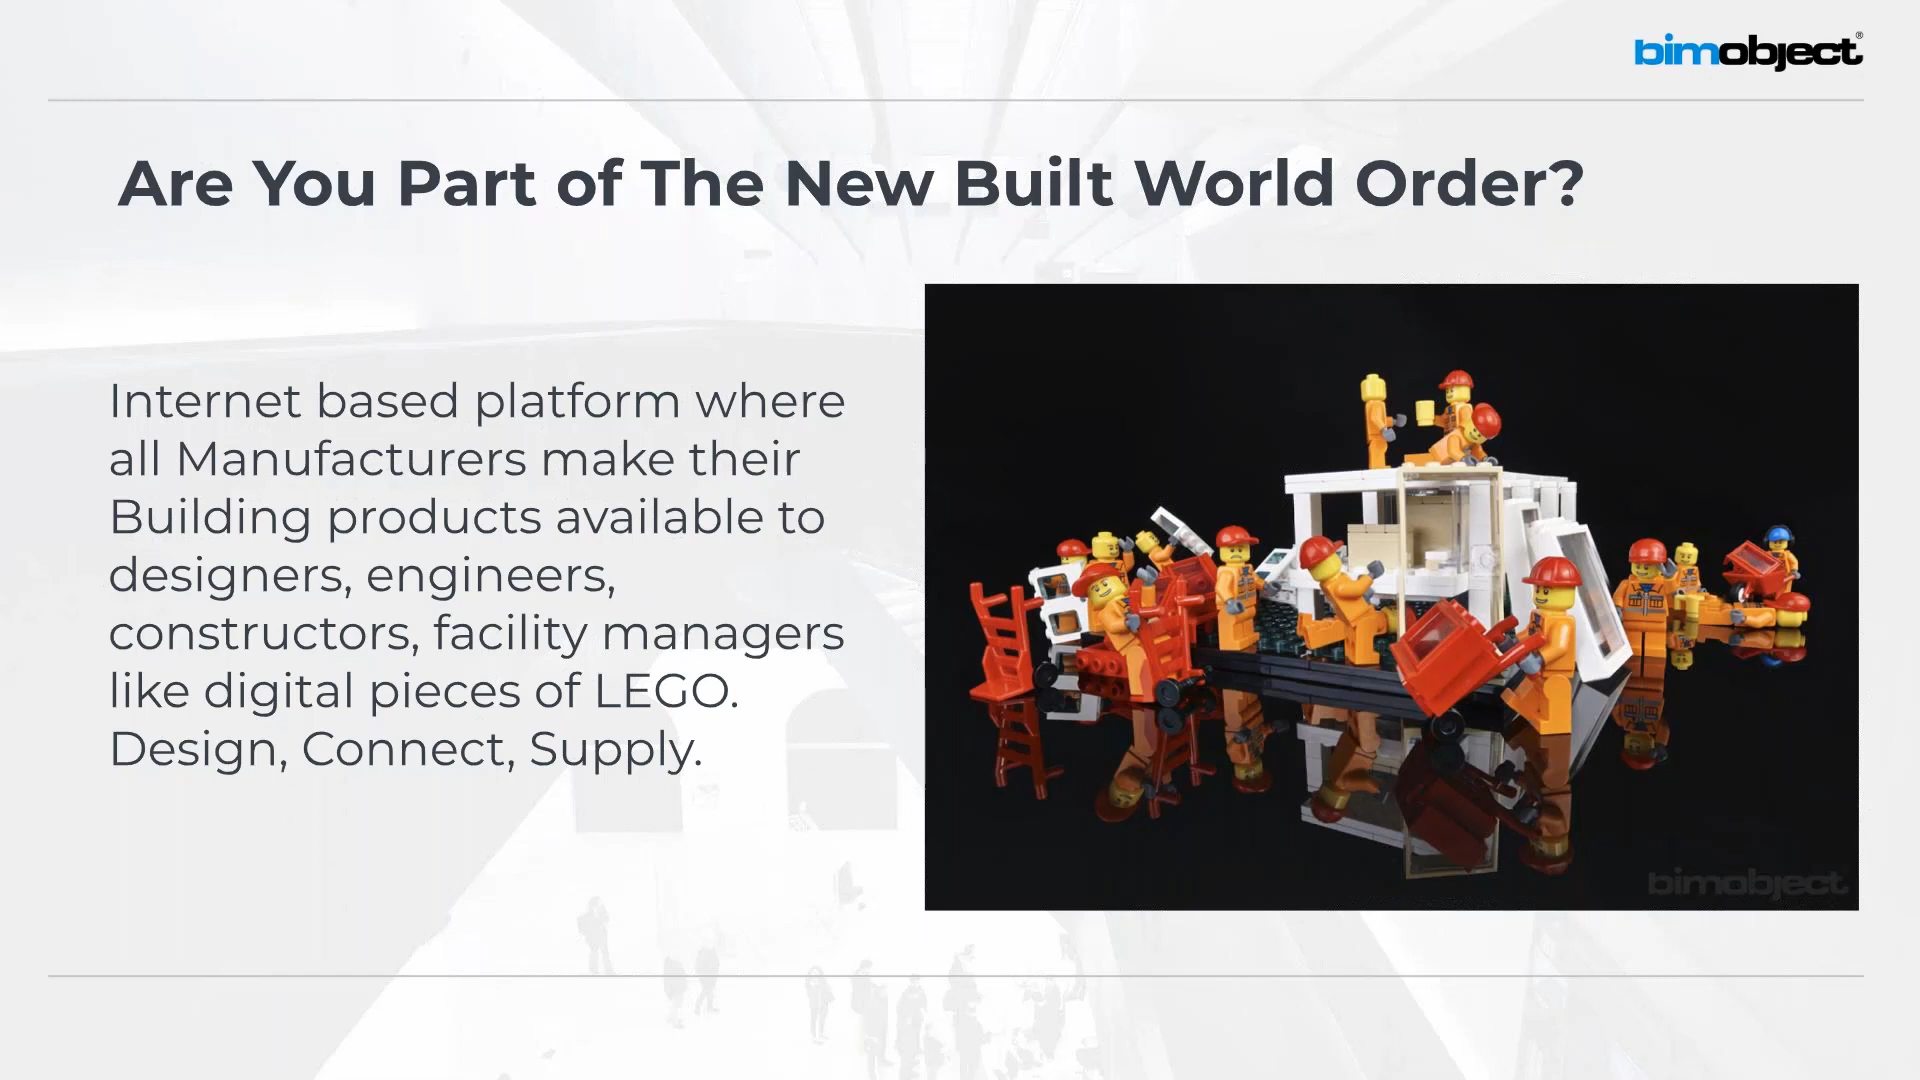 bimobject®
Are You Part of The New Built World Order?
Internet based platform where
all Manufacturers make their
Building products available to
designers, engineers,
constructors, facility managers
like digital pieces of LEGO.
Design, Connect, Supply.
bimobject